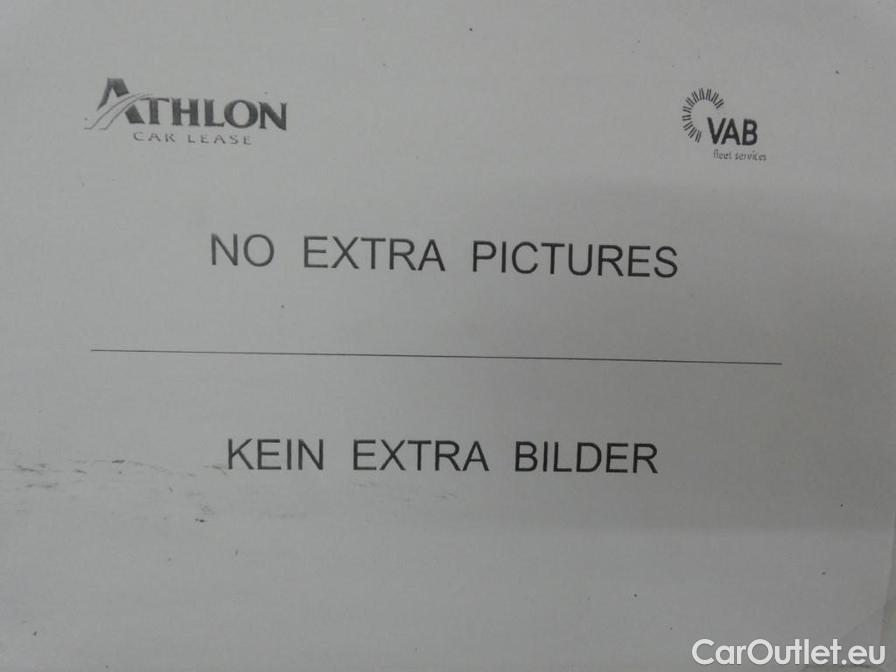 ATHLON
CAR LEASE
VAB
fleet services
NO EXTRA PICTURES
KEIN EXTRA BILDER
CarOutlet.eu